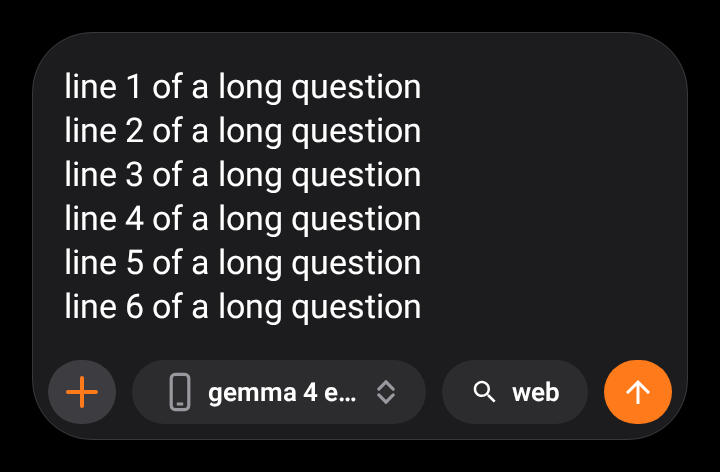 line 1 of a long question
line 2 of a long question
line 3 of a long question
line 4 of a long question
line 5 of a long question
line 6 of a long question
gemma 4 e... web